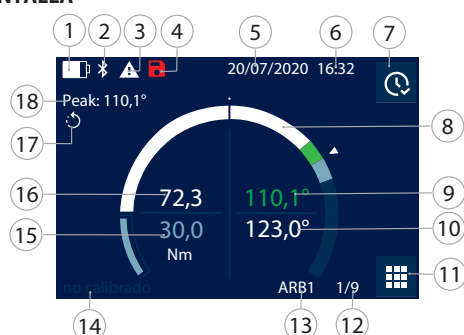 NTALLA
1 2 3 4 5 6 7
20/07/2020 16:32
18 Peak: 110,1°
17
8
16 72,3 110,1° 9
15 30,0 123,0° 10
Nm
11
no calibrado ARB1 1/9
14 13 12